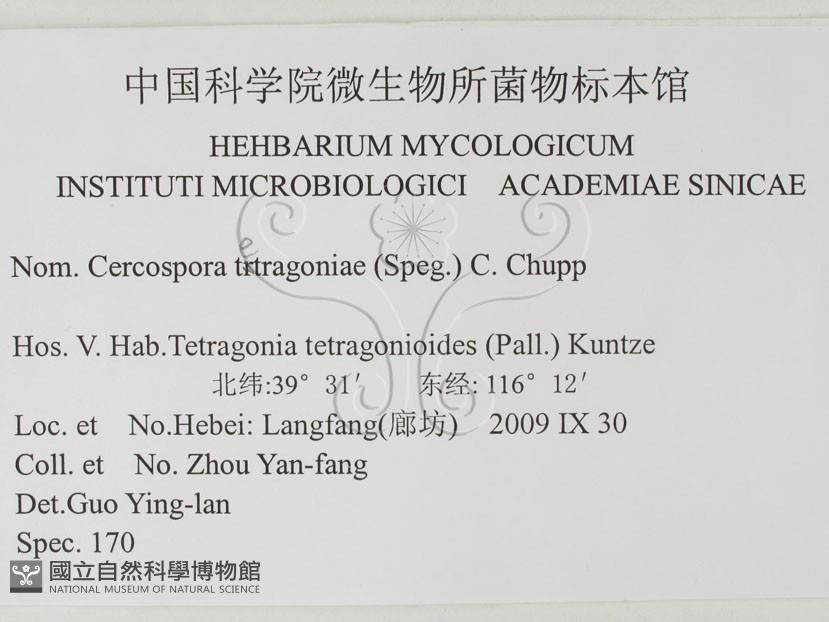 中国科学院微生物所菌物标本馆
HEHBARIUM MYCOLOGICUM
INSTITUTI MICROBIOLOGICI ACADEMIAE SINICAE
Nom. Cercospora trtragoniae (Speg.) C. Chupp
Hos. V. Hab.Tetragonia tetragonioides (Pall.) Kuntze
北纬:39° 31′ 东经: 116° 12′
Loc. et No.Hebei: Langfang(廊坊) 2009 IX 30
Coll. et No. Zhou Yan-fang
Det.Guo Ying-lan
Spec. 170
國立自然科學博物館
NATIONAL MUSEUM OF NATURAL SCIENCE